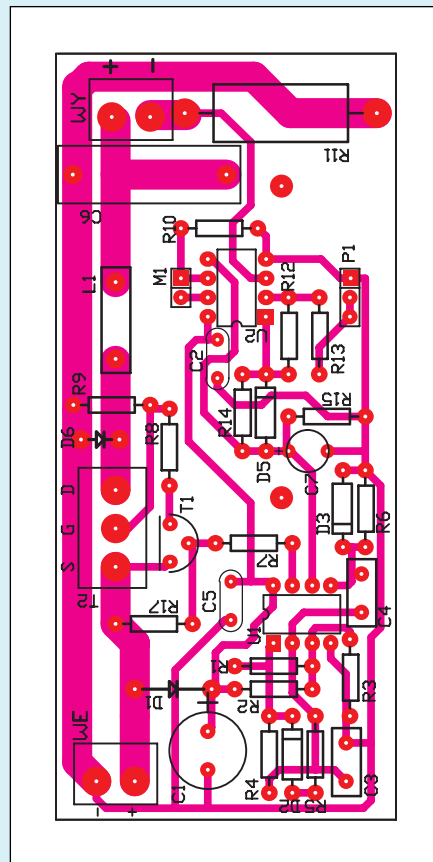 + -
WY
R11
C6
R10
M1
P1
L1
R12
U2
C2
R13
R9
R8
R14
R15
D6
D5
C7
D
G
S
T1
D3
R6
T2
R7
C5
C4
R17
U1
R1
R2
R3
D1
+
WE
C1
R4
D2
R5
C3
- +
+